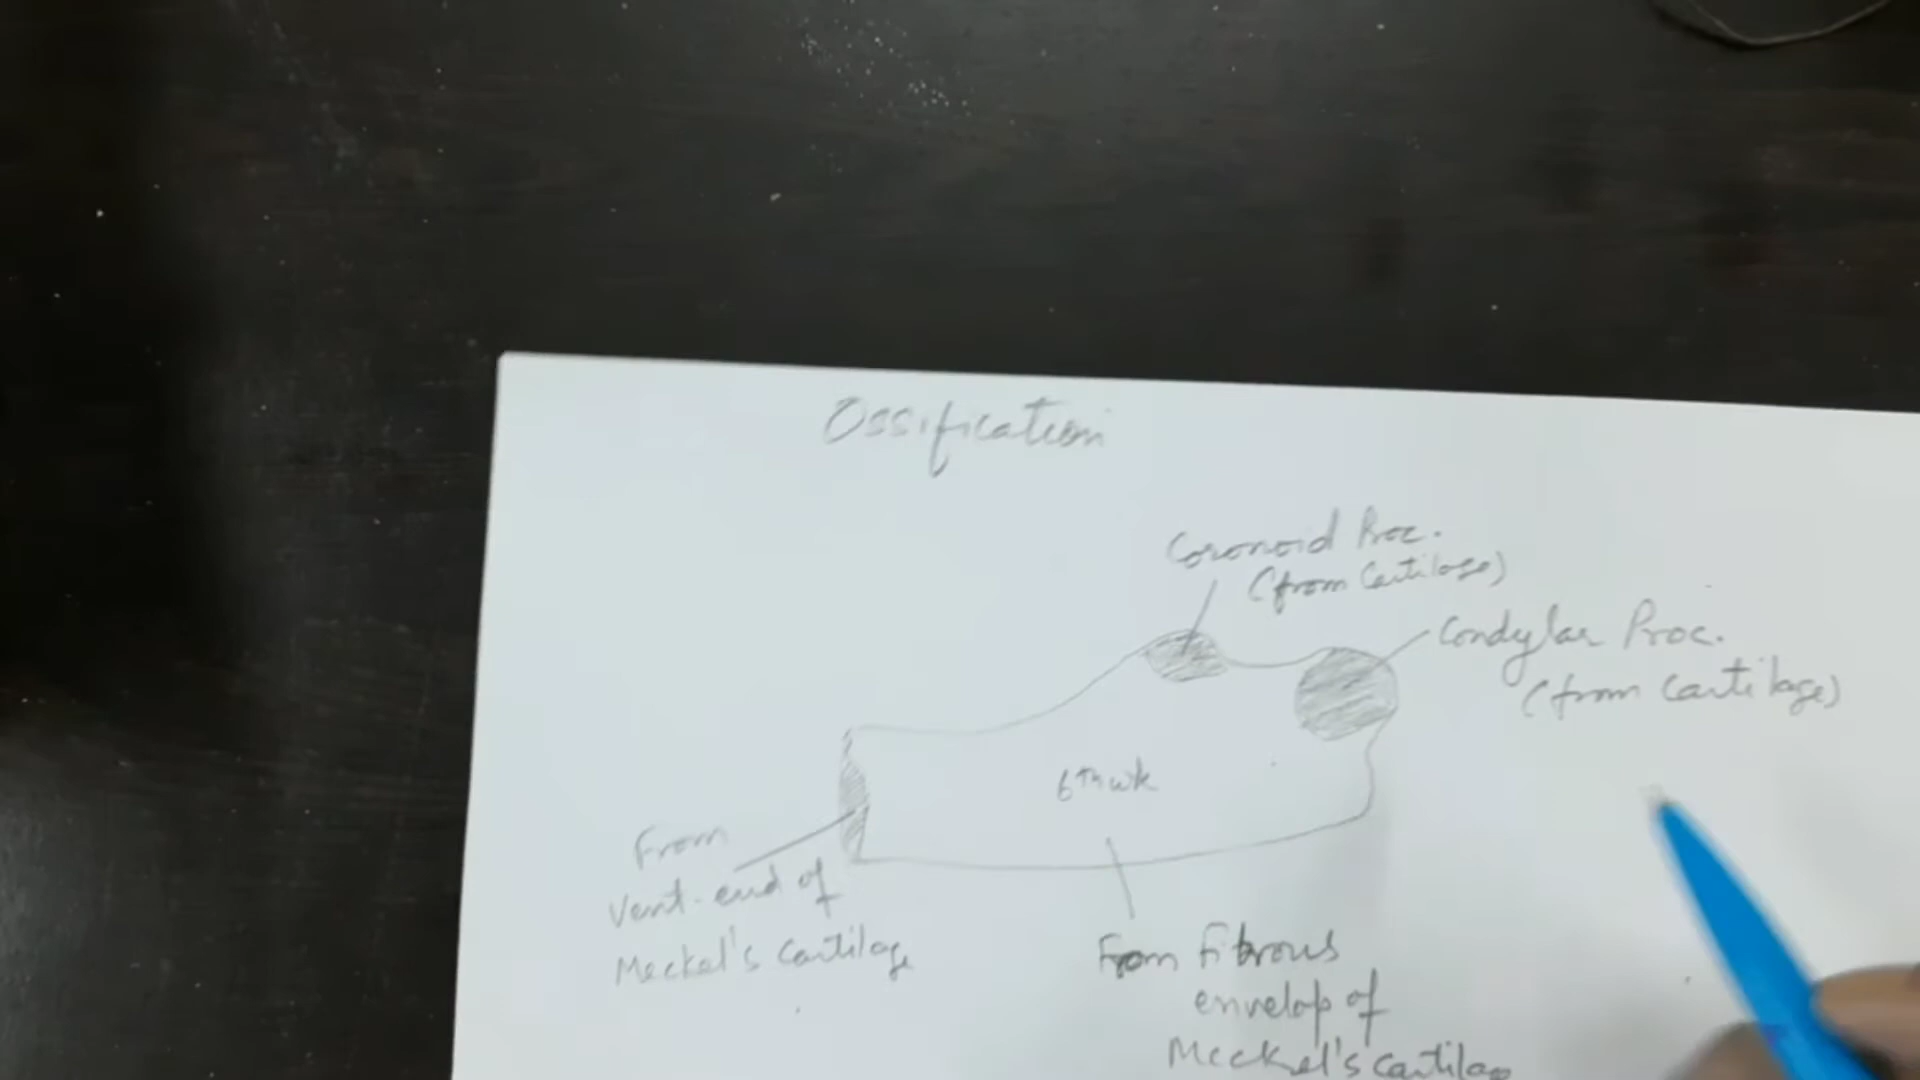 Ossification
Coronoid Proc.
(from Cartilage)
Condylar Proc.
(from Cartilage)
6th wk
From
Vent. end of
Meckel's Cartilage
From Fibrous
envelop of
Meckel's Cartilage